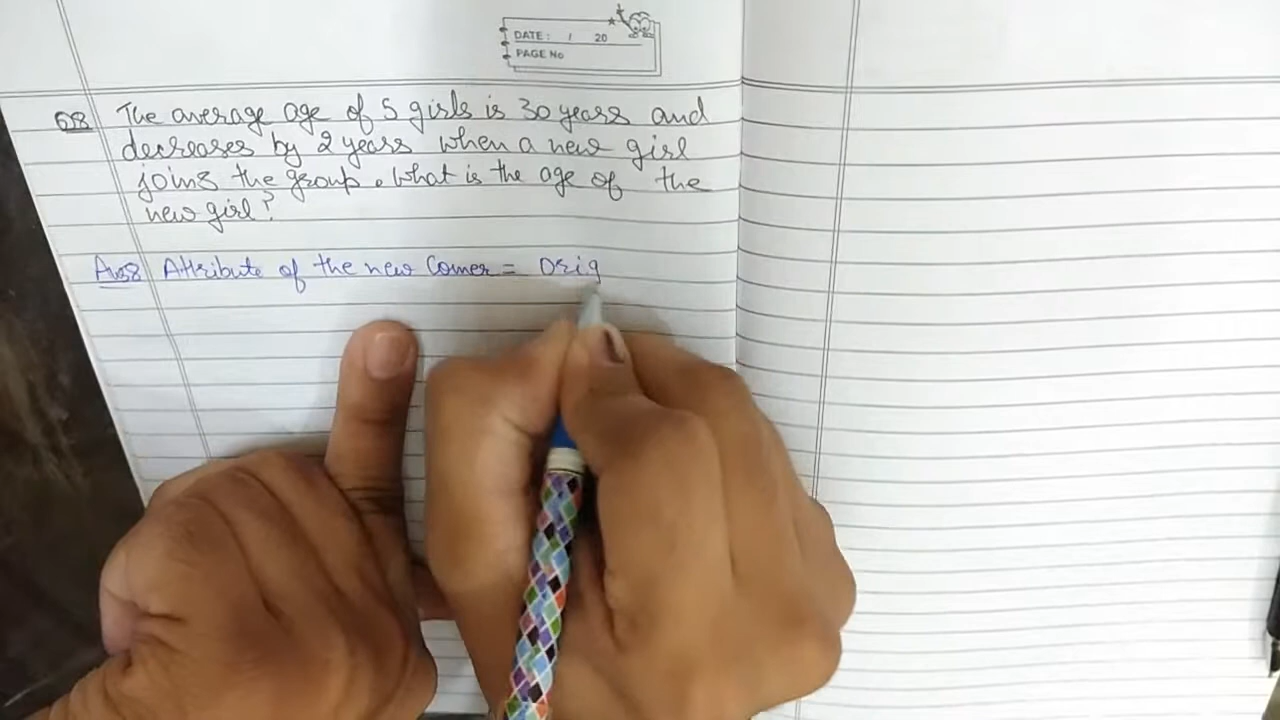 DATE: / 20
PAGE No
Q8 The average age of 5 girls is 30 years and
decreases by 2 years when a new girl
joins the group. What is the age of the
new girl?
Ans8 Attribute of the new Comer = Orig